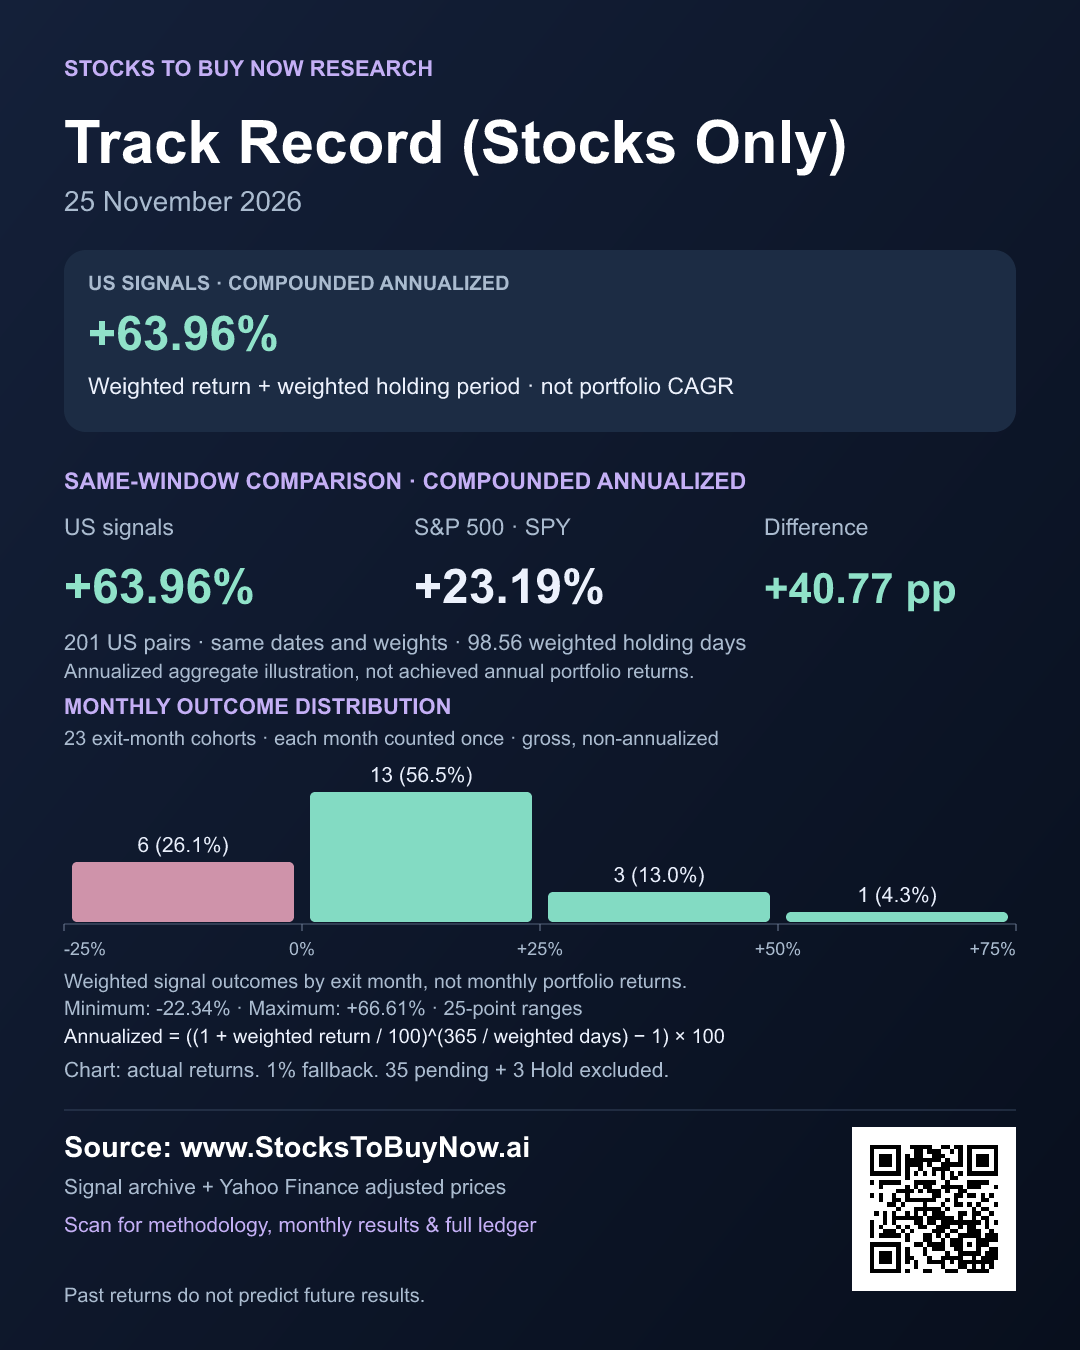 STOCKS TO BUY NOW RESEARCH
Track Record (Stocks Only)
25 November 2026
US SIGNALS · COMPOUNDED ANNUALIZED
+63.96%
Weighted return + weighted holding period · not portfolio CAGR
SAME-WINDOW COMPARISON · COMPOUNDED ANNUALIZED
US signals S&P 500 · SPY Difference
+63.96% +23.19% +40.77 pp
201 US pairs · same dates and weights · 98.56 weighted holding days
Annualized aggregate illustration, not achieved annual portfolio returns.
MONTHLY OUTCOME DISTRIBUTION
23 exit-month cohorts · each month counted once · gross, non-annualized
13 (56.5%)
6 (26.1%)
3 (13.0%)
1 (4.3%)
-25% 0% +25% +50% +75%
Weighted signal outcomes by exit month, not monthly portfolio returns.
Minimum: -22.34% · Maximum: +66.61% · 25-point ranges
Annualized = ((1 + weighted return / 100)^(365 / weighted days) − 1) × 100
Chart: actual returns. 1% fallback. 35 pending + 3 Hold excluded.
Source: www.StocksToBuyNow.ai
Signal archive + Yahoo Finance adjusted prices
Scan for methodology, monthly results & full ledger
Past returns do not predict future results.